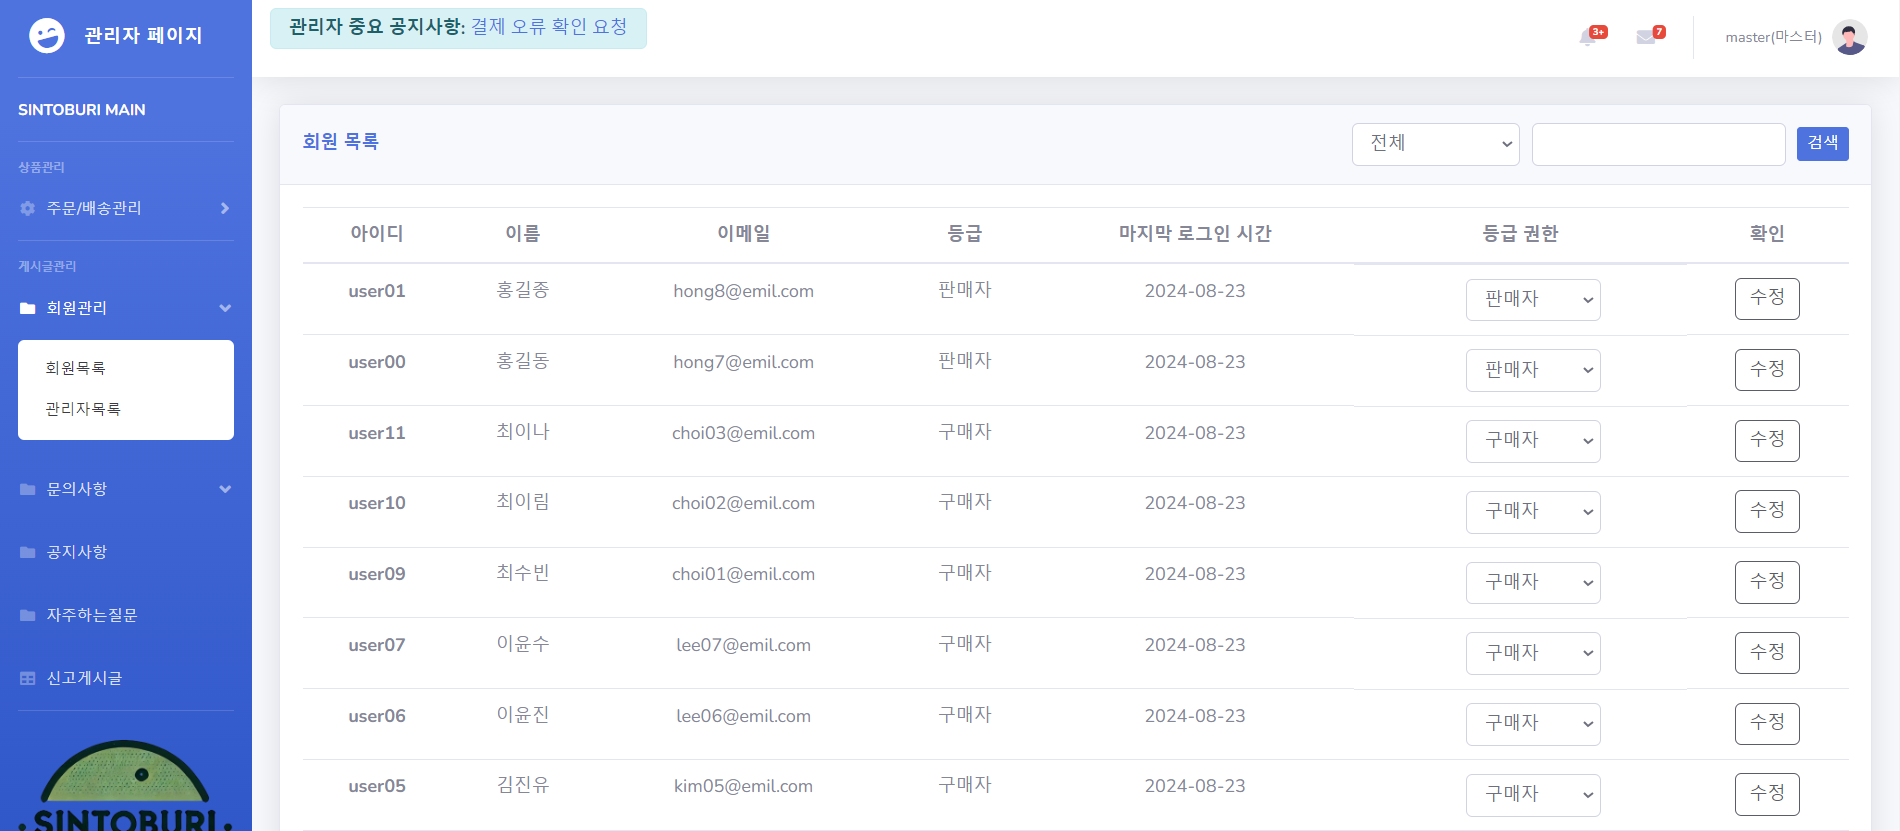 관리자 페이지
관리자 중요 공지사항: 결제 오류 확인 요청
3+
7
master(마스터)
SINTOBURI MAIN
상품관리
주문/배송관리
게시글관리
회원관리
회원목록
관리자목록
문의사항
공지사항
자주하는질문
신고게시글
SINTOBURI
회원 목록
전체
검색
아이디 이름 이메일 등급 마지막 로그인 시간 등급 권한 확인
user01 홍길종 hong8@emil.com 판매자 2024-08-23 판매자 수정
user00 홍길동 hong7@emil.com 판매자 2024-08-23 판매자 수정
user11 최이나 choi03@emil.com 구매자 2024-08-23 구매자 수정
user10 최이림 choi02@emil.com 구매자 2024-08-23 구매자 수정
user09 최수빈 choi01@emil.com 구매자 2024-08-23 구매자 수정
user07 이윤수 lee07@emil.com 구매자 2024-08-23 구매자 수정
user06 이윤진 lee06@emil.com 구매자 2024-08-23 구매자 수정
user05 김진유 kim05@emil.com 구매자 2024-08-23 구매자 수정